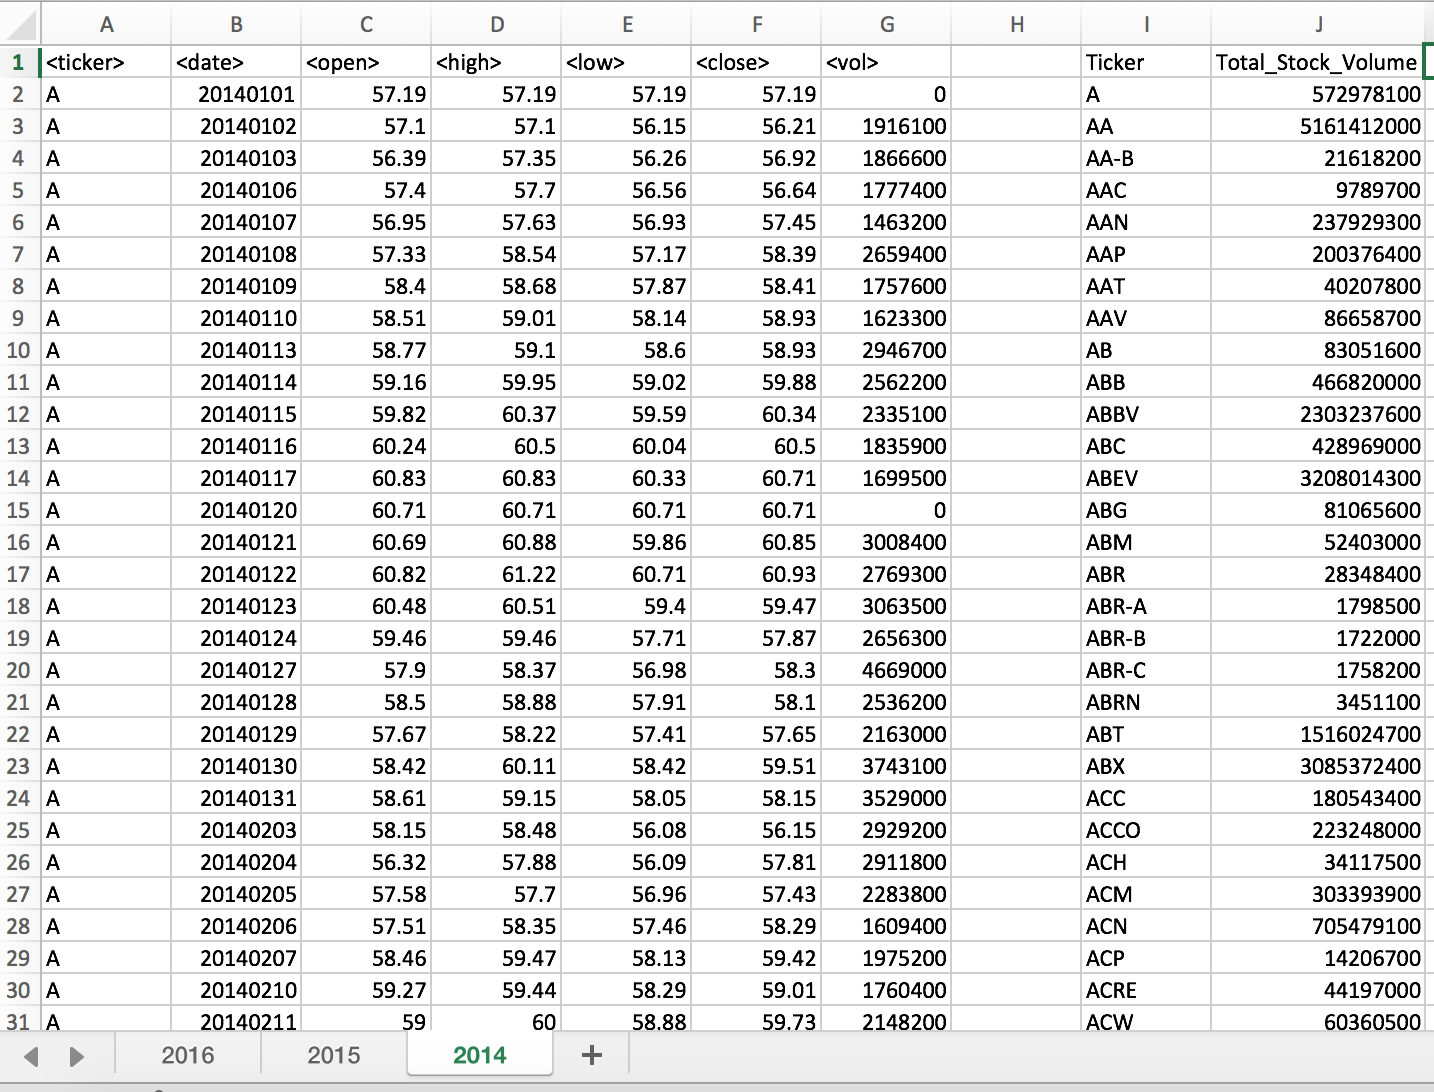 A B C D E F G H I J
1 <ticker> <date> <open> <high> <low> <close> <vol> Ticker Total_Stock_Volume
2 A 20140101 57.19 57.19 57.19 57.19 0 A 572978100
3 A 20140102 57.1 57.1 56.15 56.21 1916100 AA 5161412000
4 A 20140103 56.39 57.35 56.26 56.92 1866600 AA-B 21618200
5 A 20140106 57.4 57.7 56.56 56.64 1777400 AAC 9789700
6 A 20140107 56.95 57.63 56.93 57.45 1463200 AAN 237929300
7 A 20140108 57.33 58.54 57.17 58.39 2659400 AAP 200376400
8 A 20140109 58.4 58.68 57.87 58.41 1757600 AAT 40207800
9 A 20140110 58.51 59.01 58.14 58.93 1623300 AAV 86658700
10 A 20140113 58.77 59.1 58.6 58.93 2946700 AB 83051600
11 A 20140114 59.16 59.95 59.02 59.88 2562200 ABB 466820000
12 A 20140115 59.82 60.37 59.59 60.34 2335100 ABBV 2303237600
13 A 20140116 60.24 60.5 60.04 60.5 1835900 ABC 428969000
14 A 20140117 60.83 60.83 60.33 60.71 1699500 ABEV 3208014300
15 A 20140120 60.71 60.71 60.71 60.71 0 ABG 81065600
16 A 20140121 60.69 60.88 59.86 60.85 3008400 ABM 52403000
17 A 20140122 60.82 61.22 60.71 60.93 2769300 ABR 28348400
18 A 20140123 60.48 60.51 59.4 59.47 3063500 ABR-A 1798500
19 A 20140124 59.46 59.46 57.71 57.87 2656300 ABR-B 1722000
20 A 20140127 57.9 58.37 56.98 58.3 4669000 ABR-C 1758200
21 A 20140128 58.5 58.88 57.91 58.1 2536200 ABRN 3451100
22 A 20140129 57.67 58.22 57.41 57.65 2163000 ABT 1516024700
23 A 20140130 58.42 60.11 58.42 59.51 3743100 ABX 3085372400
24 A 20140131 58.61 59.15 58.05 58.15 3529000 ACC 180543400
25 A 20140203 58.15 58.48 56.08 56.15 2929200 ACCO 223248000
26 A 20140204 56.32 57.88 56.09 57.81 2911800 ACH 34117500
27 A 20140205 57.58 57.7 56.96 57.43 2283800 ACM 303393900
28 A 20140206 57.51 58.35 57.46 58.29 1609400 ACN 705479100
29 A 20140207 58.46 59.47 58.13 59.42 1975200 ACP 14206700
30 A 20140210 59.27 59.44 58.29 59.01 1760400 ACRE 44197000
31 A 20140211 59 60 58.88 59.73 2148200 ACW 60360500
2016 2015 2014 +